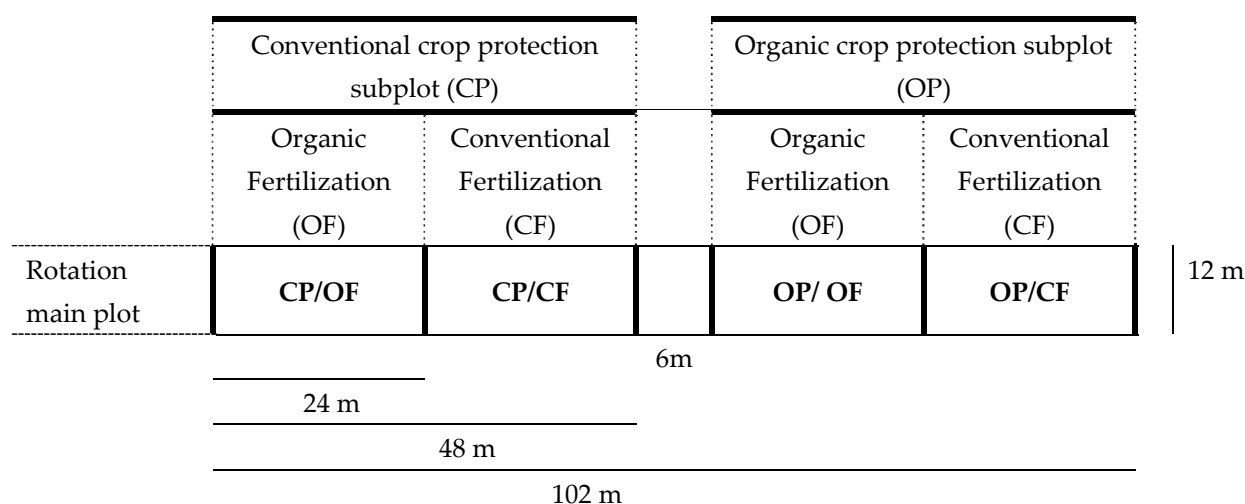 Conventional crop protection
subplot (CP)
Organic crop protection subplot
(OP)
Organic
Fertilization
(OF)
Conventional
Fertilization
(CF)
Organic
Fertilization
(OF)
Conventional
Fertilization
(CF)
Rotation
main plot
CP/OF
CP/CF
OP/ OF
OP/CF
12 m
6m
24 m
48 m
102 m